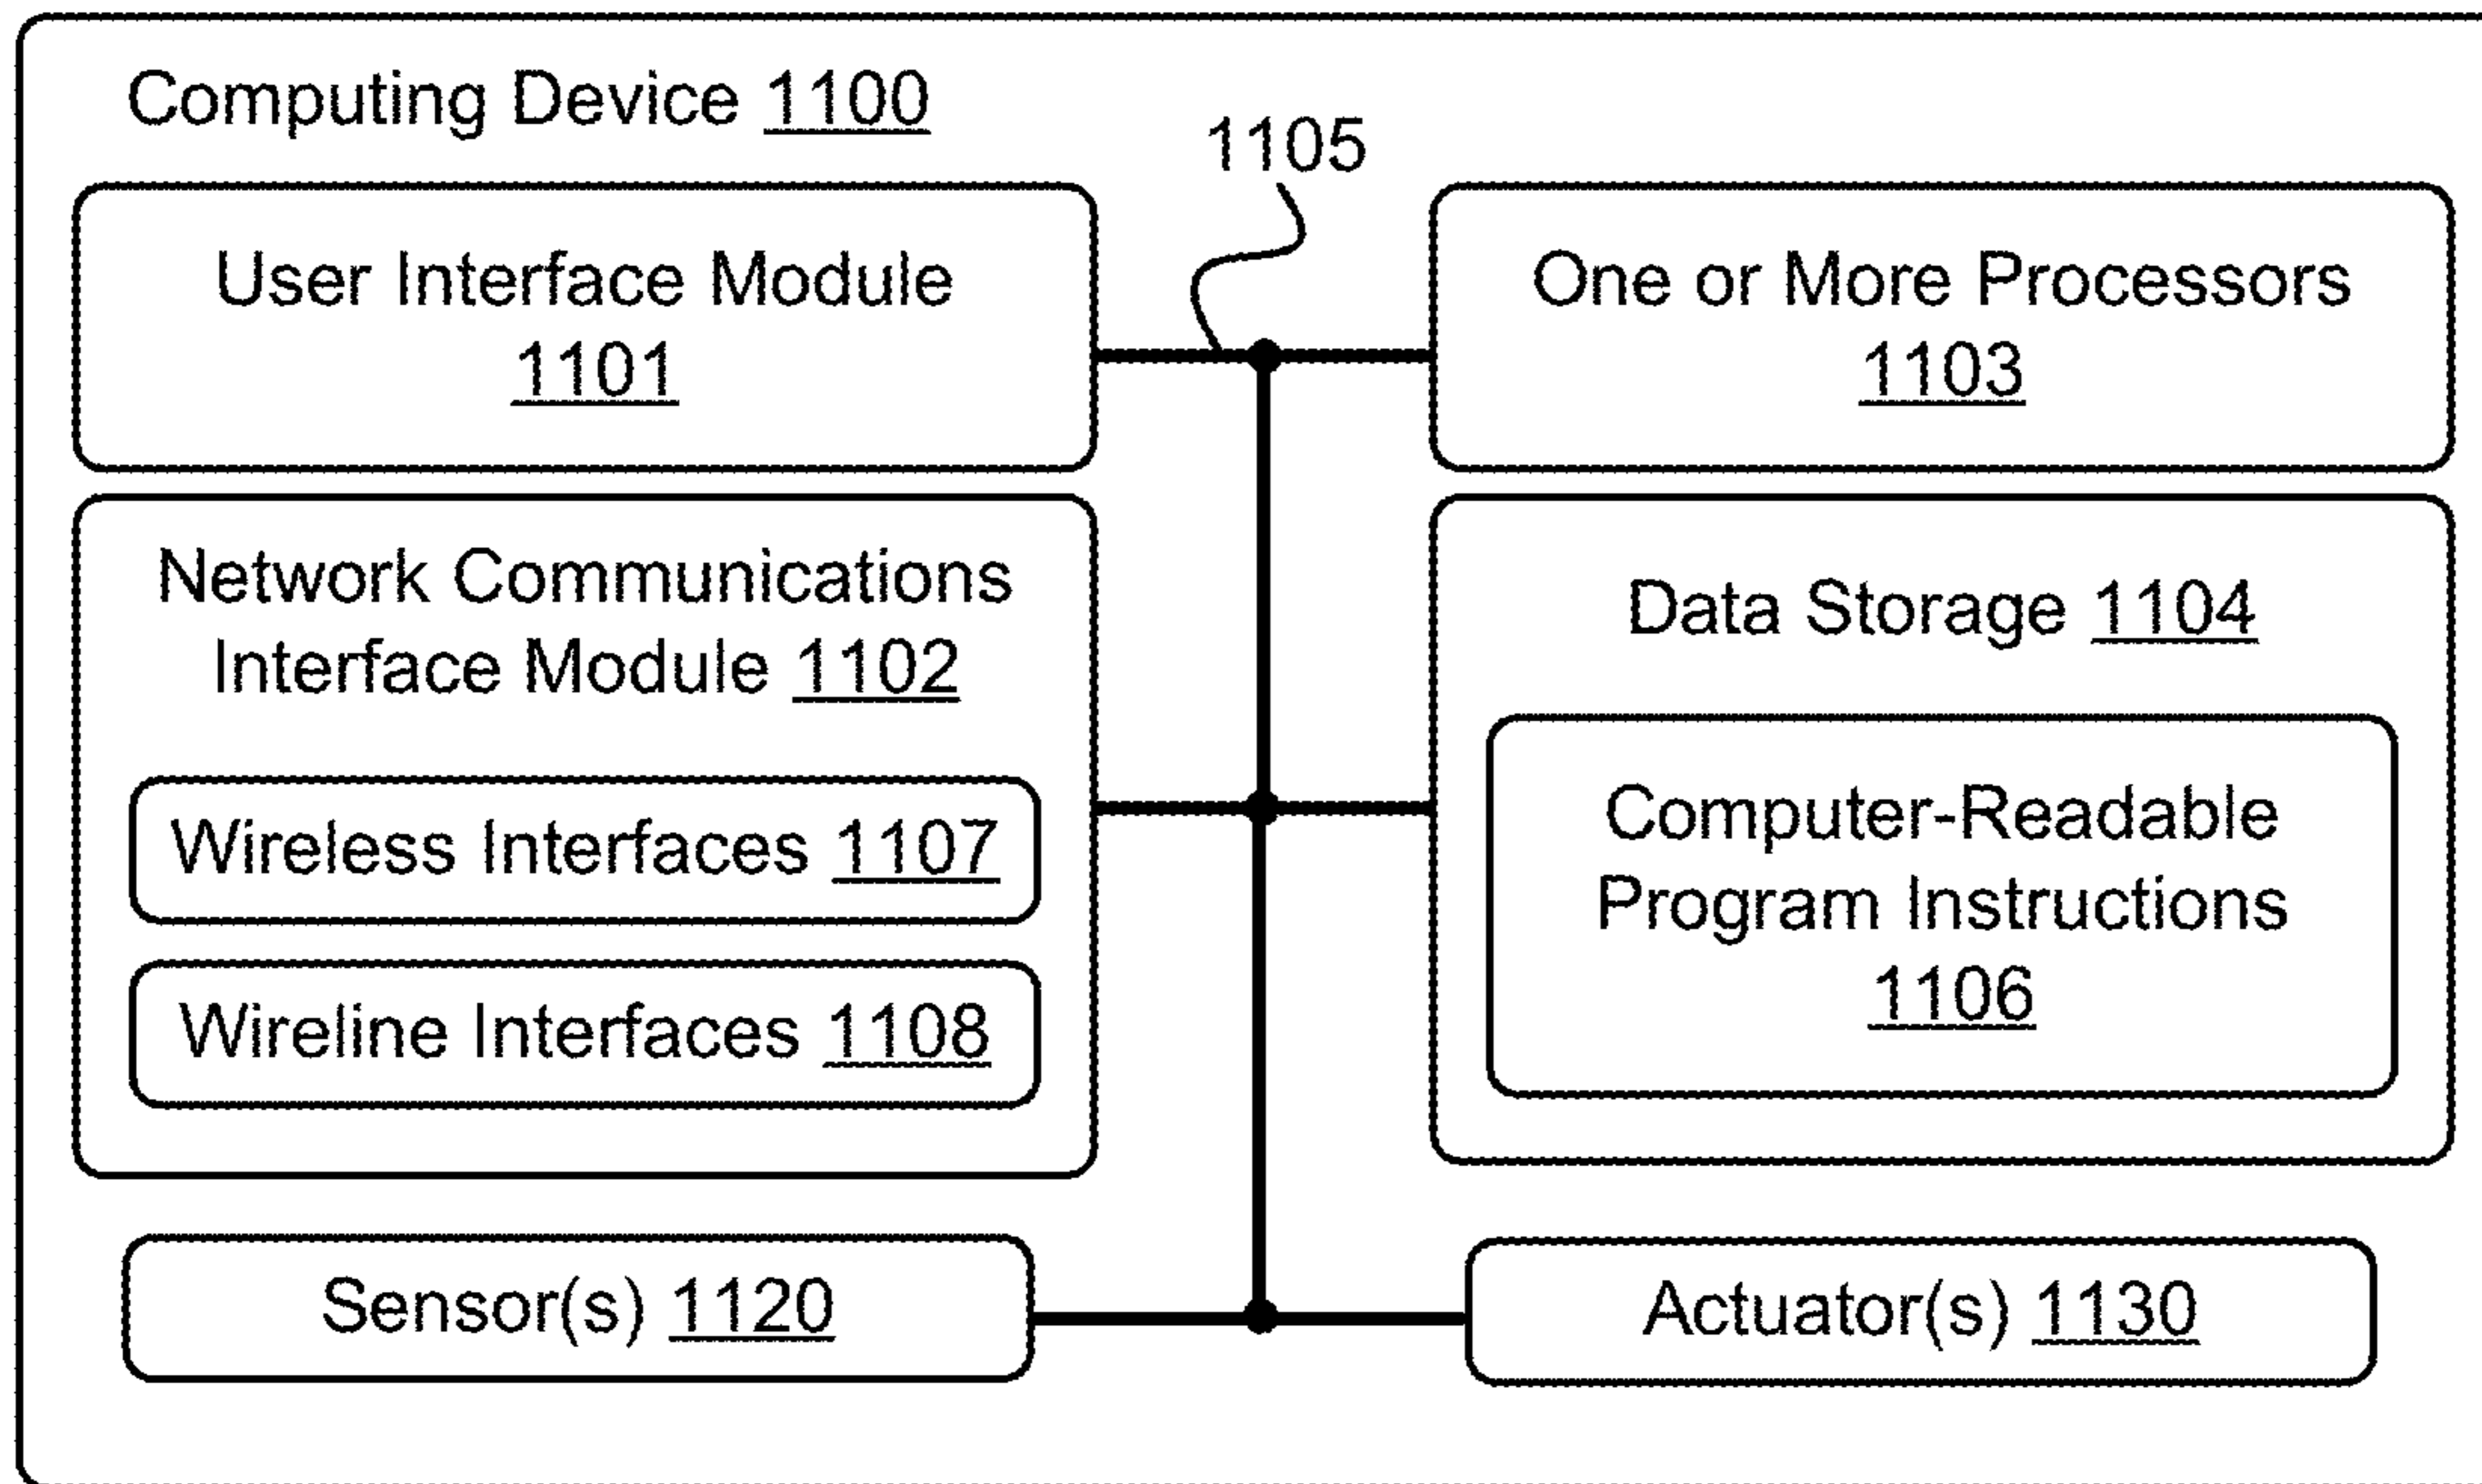 Computing Device 1100
1105
User Interface Module
1101
One or More Processors
1103
Network Communications
Interface Module 1102
Wireless Interfaces 1107
Wireline Interfaces 1108
Data Storage 1104
Computer-Readable
Program Instructions
1106
Sensor(s) 1120
Actuator(s) 1130